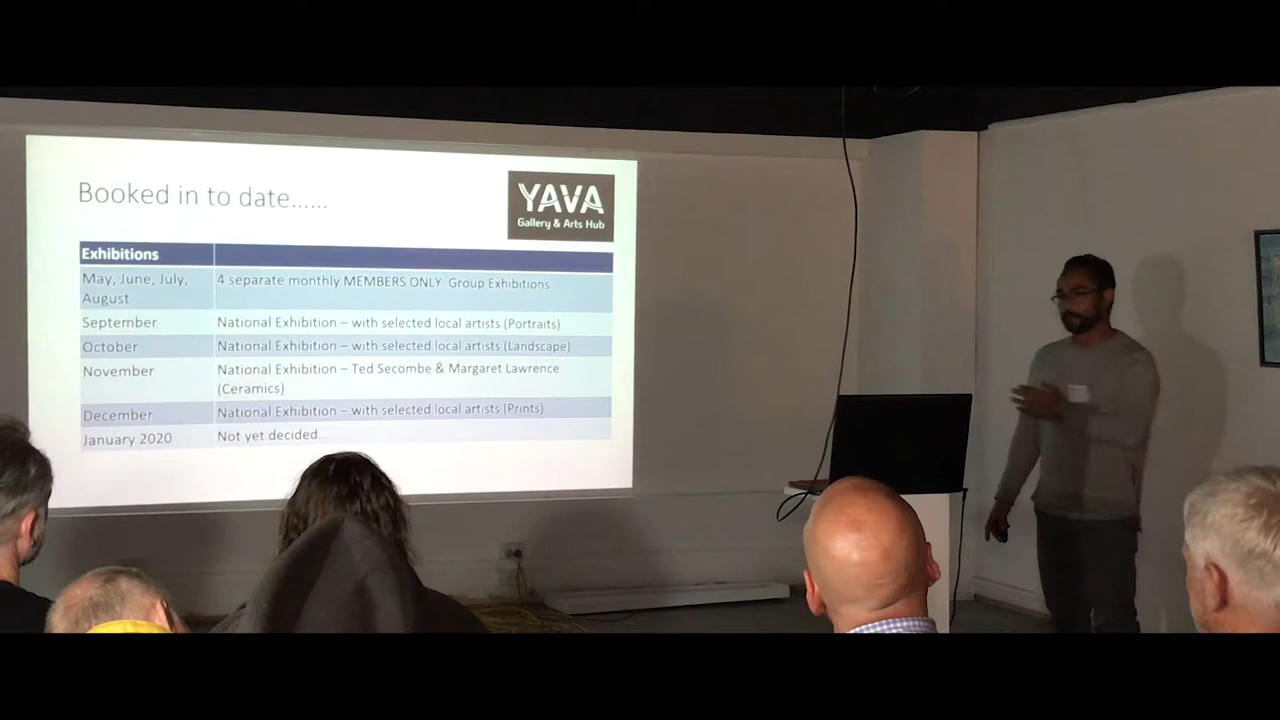 Booked in to date......
YAVA
Gallery & Arts Hub
Exhibitions
May, June, July,
August
4 separate monthly MEMBERS ONLY Group Exhibitions
September
National Exhibition – with selected local artists (Portraits)
October
National Exhibition – with selected local artists (Landscape)
November
National Exhibition – Ted Secombe & Margaret Lawrence
(Ceramics)
December
National Exhibition – with selected local artists (Prints)
January 2020
Not yet decided....